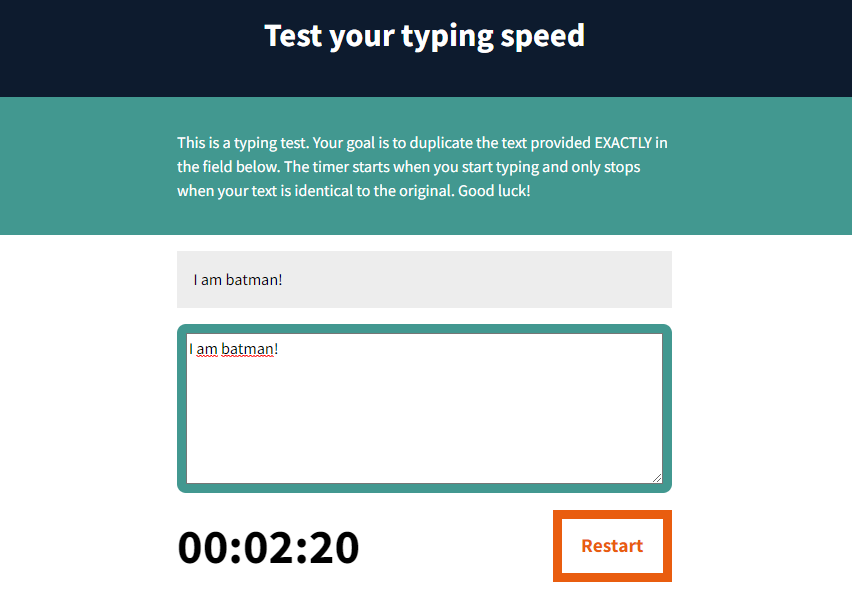 Test your typing speed
This is a typing test. Your goal is to duplicate the text provided EXACTLY in
the field below. The timer starts when you start typing and only stops
when your text is identical to the original. Good luck!
I am batman!
I am batman!
00:02:20
Restart